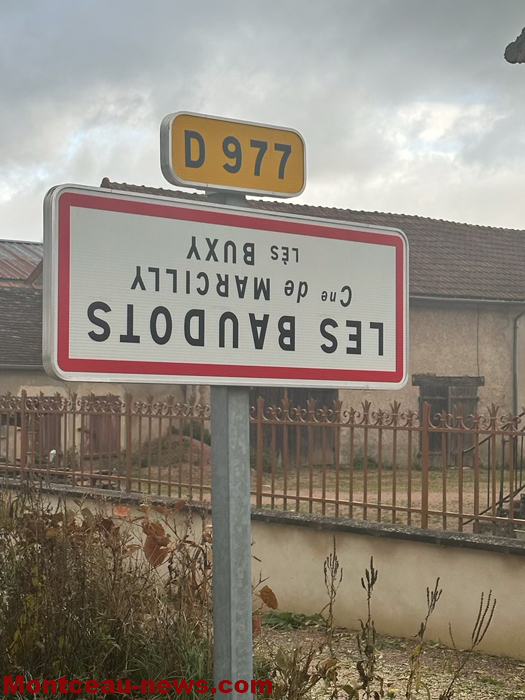 D 977
LES BAUDOTS
Cne de MARCILLY
LÈS BUXY
Montceau-news.com